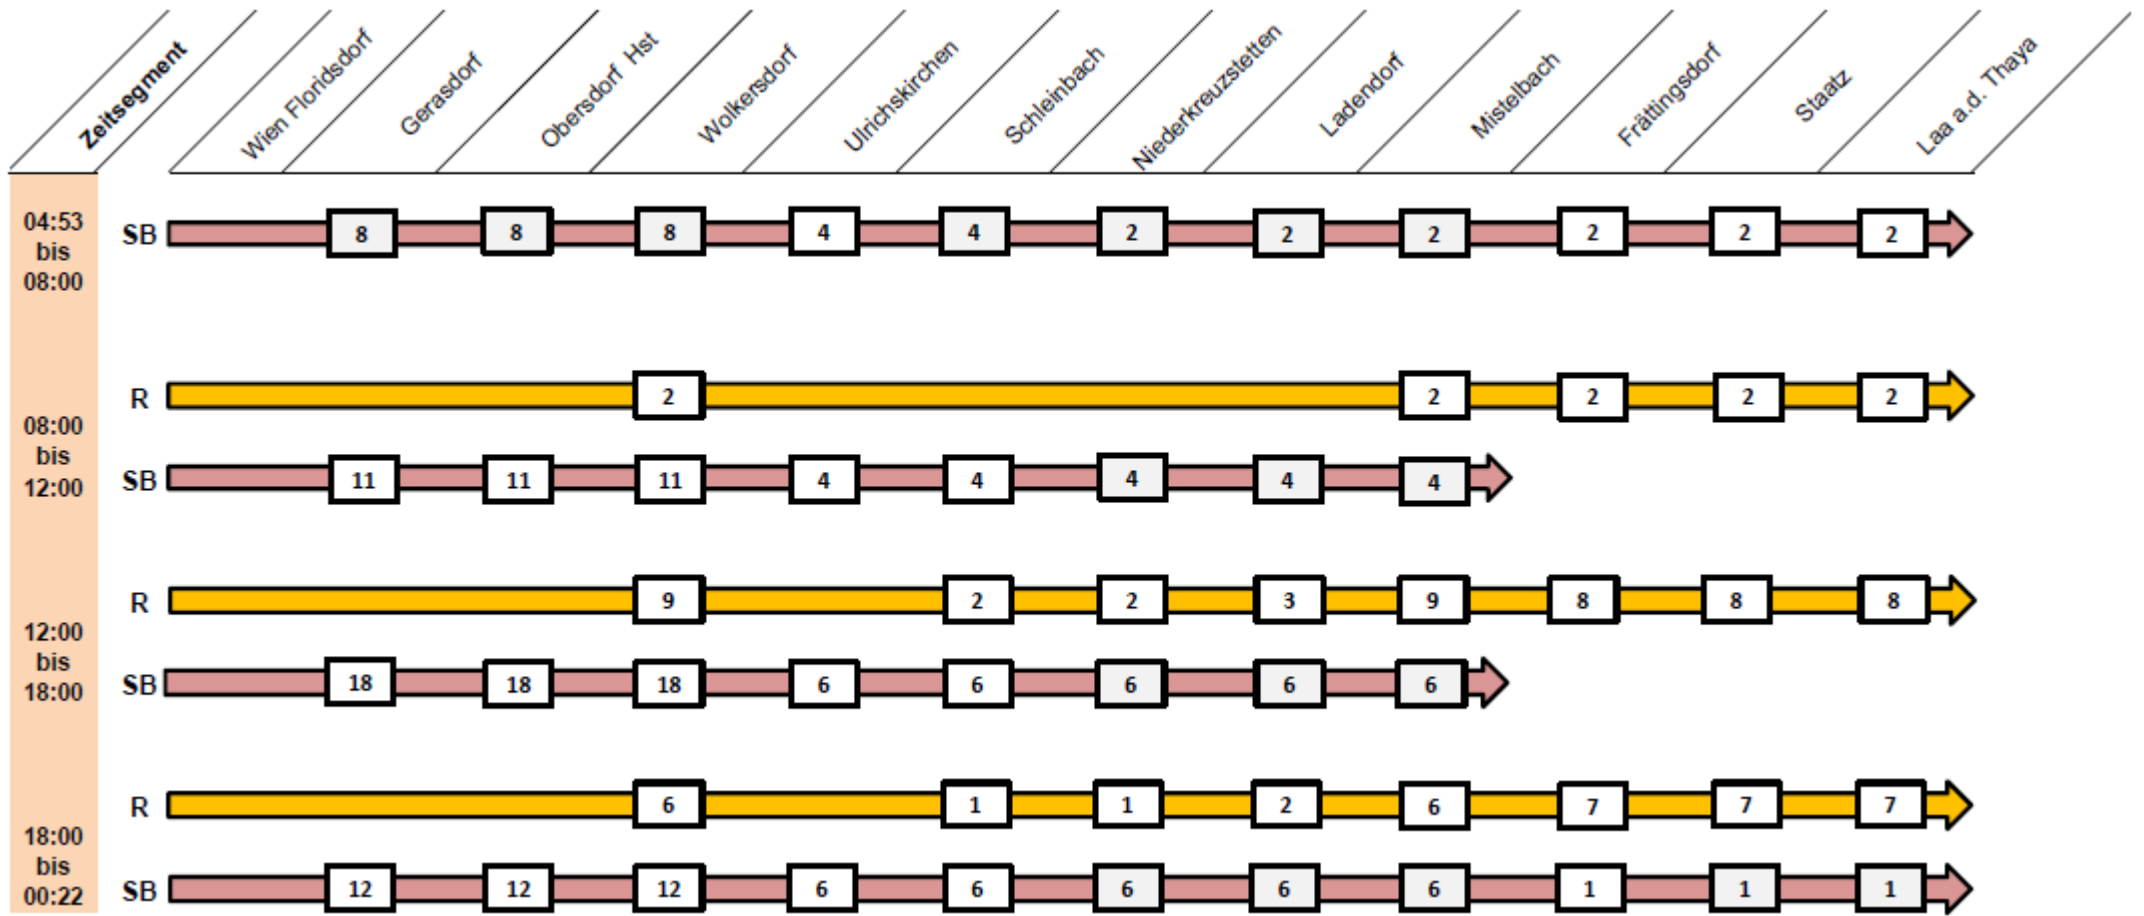 Zeitsegment Wien Floridsdorf Gerasdorf Obersdorf Hst Wolkersdorf Ulrichskirchen Schleinbach Niederkreuzstetten Ladendorf Mistelbach Frättingsdorf Staatz Laa a.d. Thaya
04:53
bis
08:00
SB 8 8 8 4 4 2 2 2 2 2 2
08:00
bis
12:00
R 2 2 2 2 2
SB 11 11 11 4 4 4 4 4
12:00
bis
18:00
R 9 2 2 3 9 8 8 8
SB 18 18 18 6 6 6 6 6
18:00
bis
00:22
R 6 1 1 2 6 7 7 7
SB 12 12 12 6 6 6 6 6 1 1 1